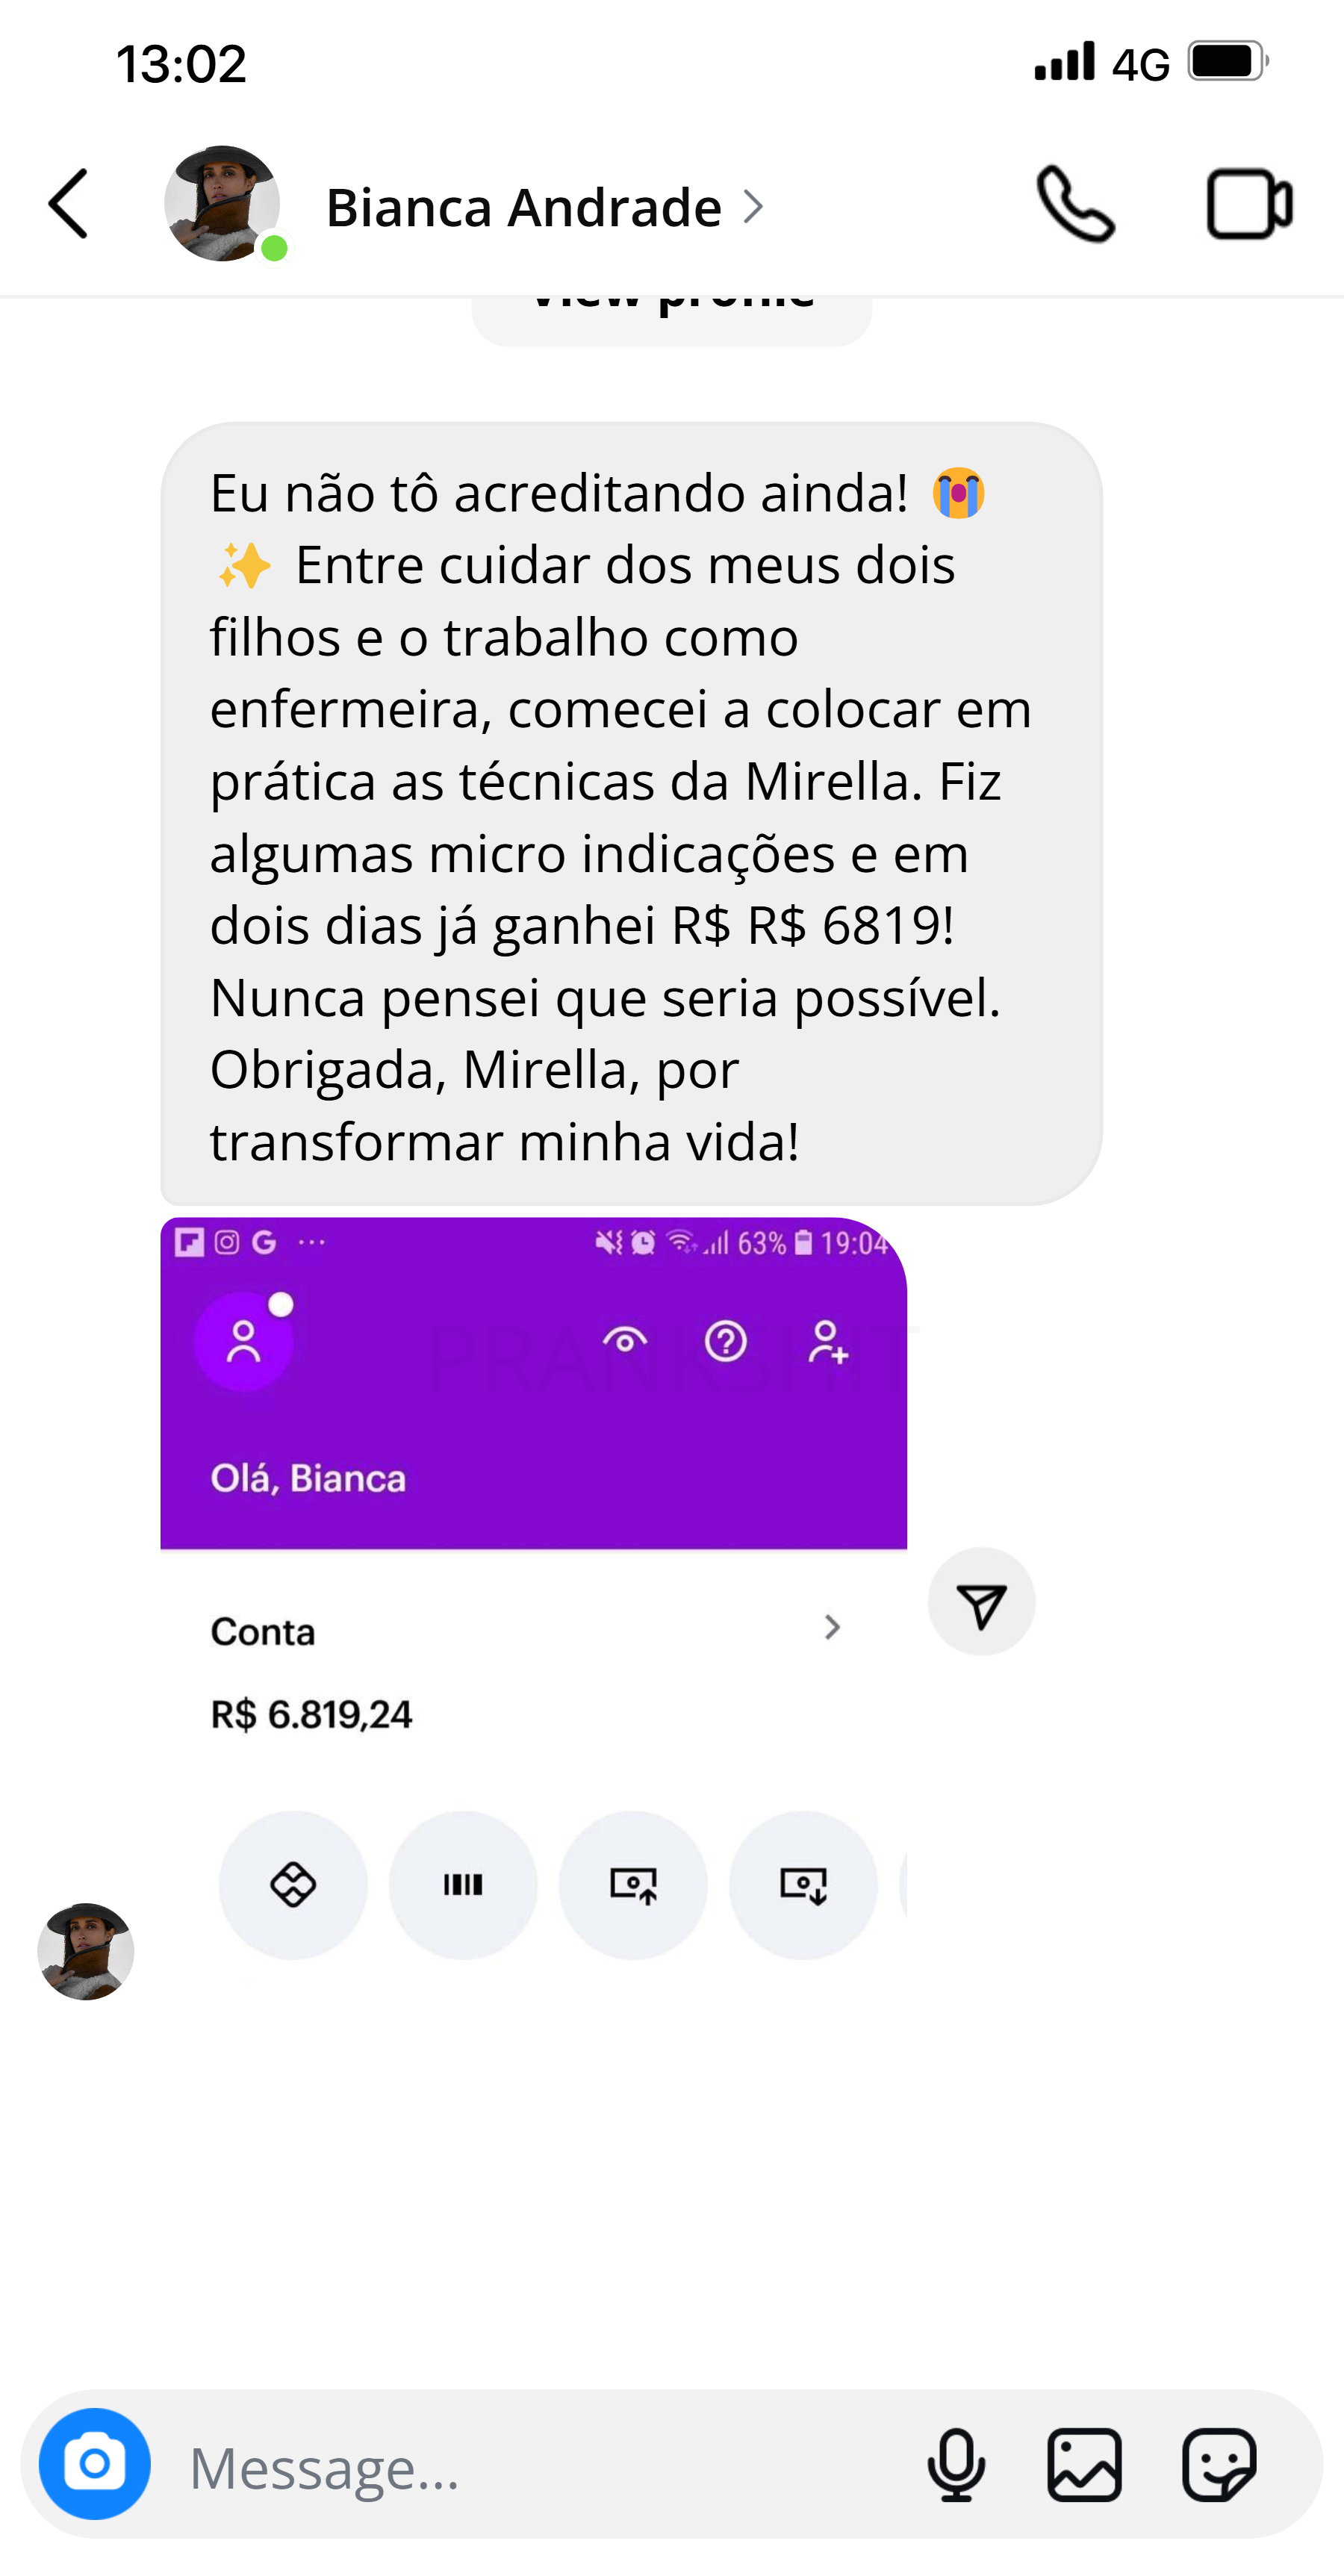 13:02
4G
Bianca Andrade
View profile
Eu não tô acreditando ainda! 😭
✨ Entre cuidar dos meus dois
filhos e o trabalho como
enfermeira, comecei a colocar em
prática as técnicas da Mirella. Fiz
algumas micro indicações e em
dois dias já ganhei R$ R$ 6819!
Nunca pensei que seria possível.
Obrigada, Mirella, por
transformar minha vida!
G ... 63% 19:04
PRANKSHIT
Olá, Bianca
Conta
R$ 6.819,24
Message...